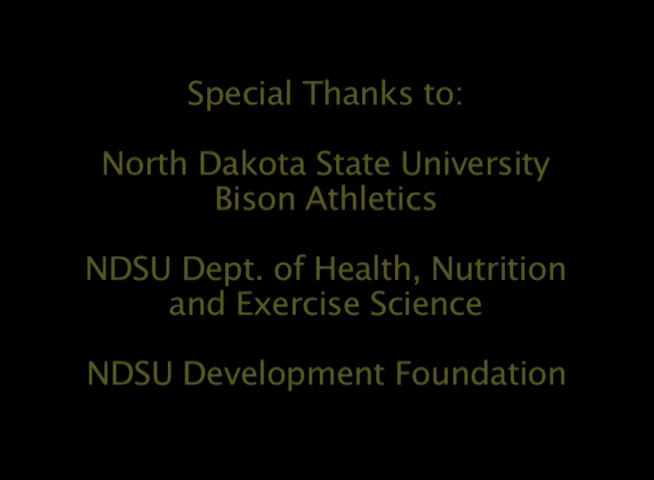 Special Thanks to:
North Dakota State University
Bison Athletics
NDSU Dept. of Health, Nutrition
and Exercise Science
NDSU Development Foundation